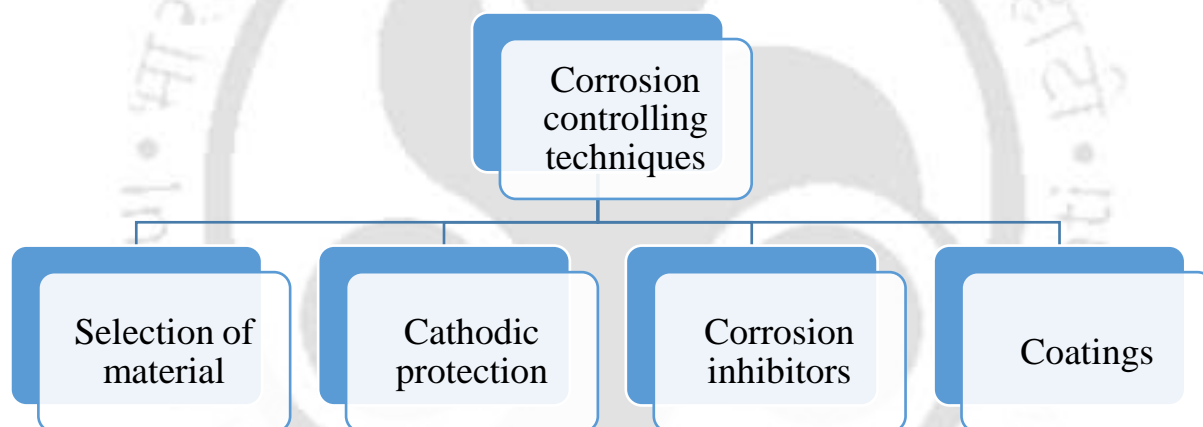 Corrosion
controlling
techniques
Selection of
material
Cathodic
protection
Corrosion
inhibitors
Coatings